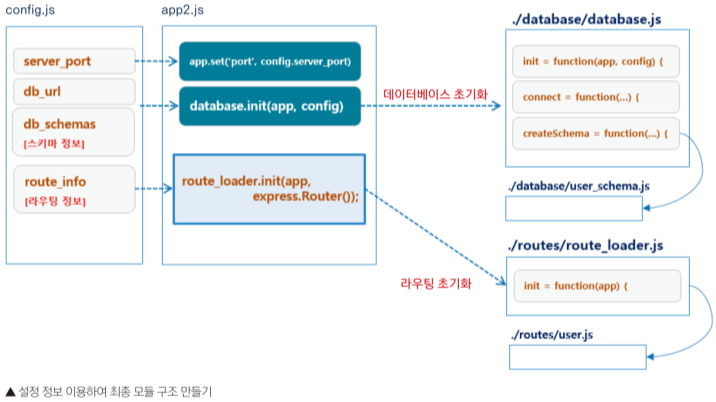 config.js
server_port
db_url
db_schemas
[스키마 정보]
route_info
[라우팅 정보]
app2.js
app.set('port', config.server_port)
database.init(app, config)
route_loader.init(app,
express.Router());
데이터베이스 초기화
라우팅 초기화
./database/database.js
init = function(app, config) {
connect = function(...) {
createSchema = function(...) {
./database/user_schema.js
./routes/route_loader.js
init = function(app) {
./routes/user.js
▲ 설정 정보 이용하여 최종 모듈 구조 만들기